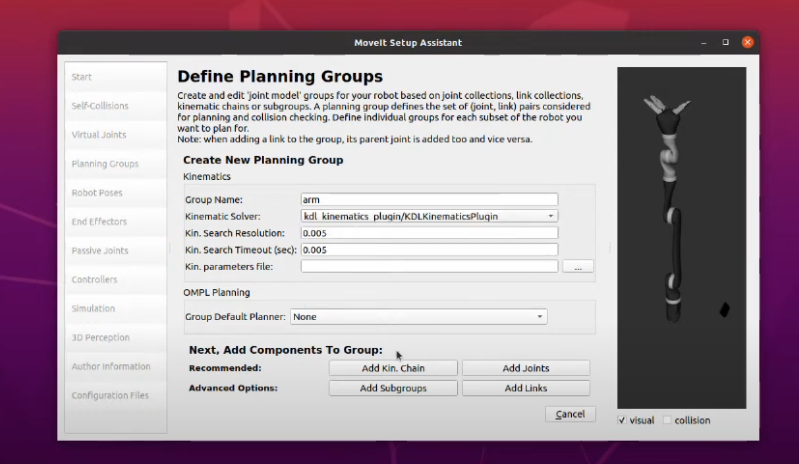 MoveIt Setup Assistant
Start
Self-Collisions
Virtual Joints
Planning Groups
Robot Poses
End Effectors
Passive Joints
Controllers
Simulation
3D Perception
Author Information
Configuration Files
Define Planning Groups
Create and edit 'joint model' groups for your robot based on joint collections, link collections,
kinematic chains or subgroups. A planning group defines the set of (joint, link) pairs considered
for planning and collision checking. Define individual groups for each subset of the robot you
want to plan for.
Note: when adding a link to the group, its parent joint is added too and vice versa.
Create New Planning Group
Kinematics
Group Name: arm
Kinematic Solver: kdl_kinematics_plugin/KDLKinematicsPlugin
Kin. Search Resolution: 0.005
Kin. Search Timeout (sec): 0.005
Kin. parameters file: ...
OMPL Planning
Group Default Planner: None
Next, Add Components To Group:
Recommended: Add Kin. Chain Add Joints
Advanced Options: Add Subgroups Add Links
Cancel
visual collision